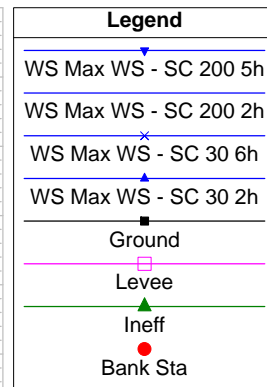 Legend
WS Max WS - SC 200 5h
WS Max WS - SC 200 2h
WS Max WS - SC 30 6h
WS Max WS - SC 30 2h
Ground
Levee
Ineff
Bank Sta